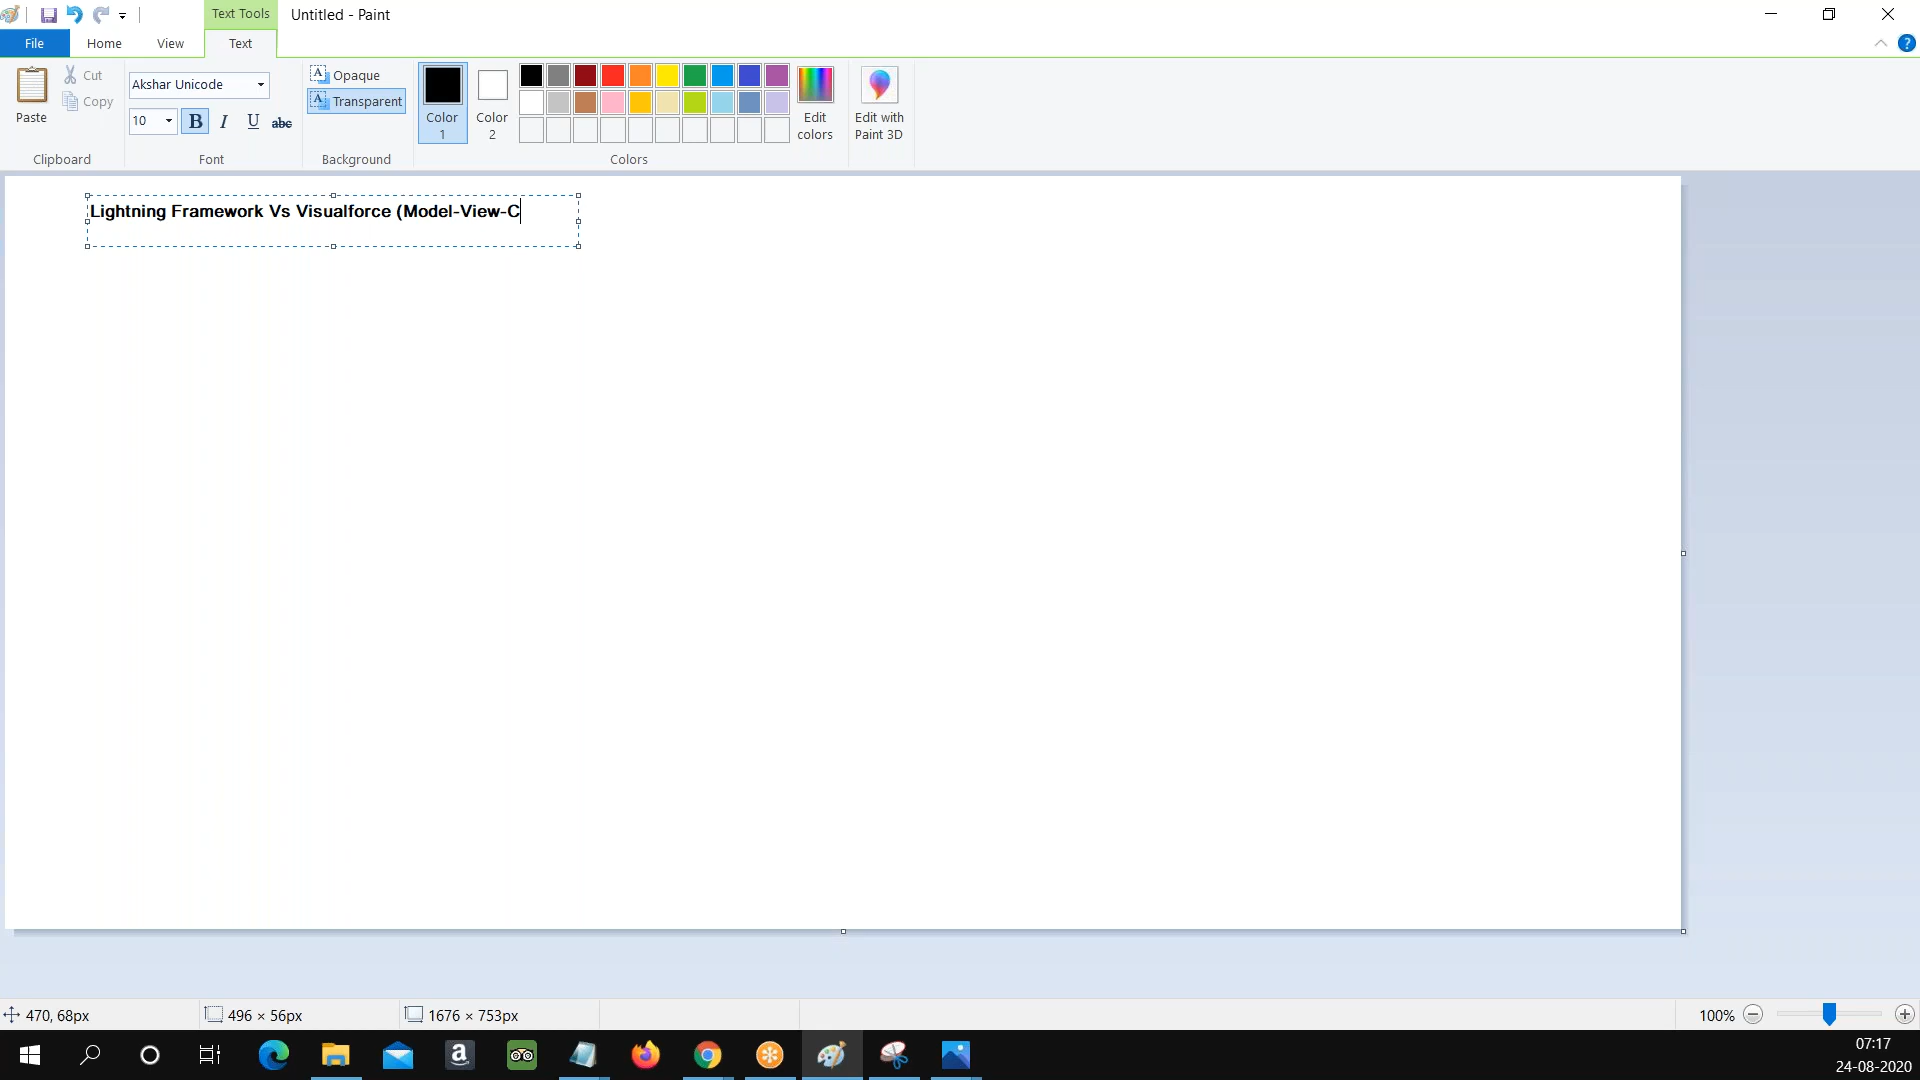 Text Tools
Untitled - Paint
File
Home
View
Text
Paste
Cut
Copy
Clipboard
Akshar Unicode
10
B
I
U
abc
Font
A Opaque
A Transparent
Background
Color
1
Color
2
Colors
Edit
colors
Edit with
Paint 3D
Lightning Framework Vs Visualforce (Model-View-C
470, 68px
496 × 56px
1676 × 753px
100%
07:17
24-08-2020